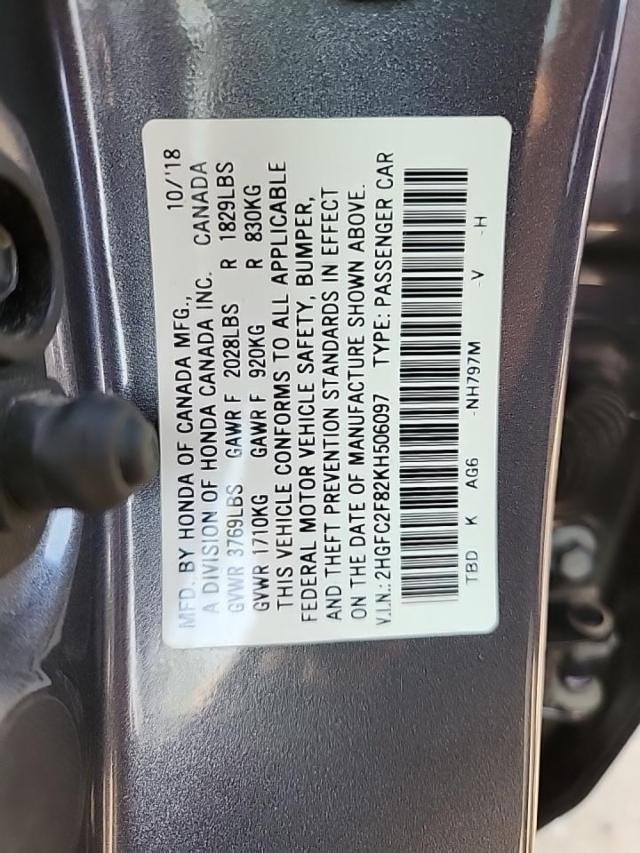 MFD. BY HONDA OF CANADA MFG., 10/'18
A DIVISION OF HONDA CANADA INC. CANADA
GVWR 3769LBS GAWR F 2028LBS R 1829LBS
GVWR 1710KG GAWR F 920KG R 830KG
THIS VEHICLE CONFORMS TO ALL APPLICABLE
FEDERAL MOTOR VEHICLE SAFETY, BUMPER,
AND THEFT PREVENTION STANDARDS IN EFFECT
ON THE DATE OF MANUFACTURE SHOWN ABOVE.
V.I.N.: 2HGFC2F82KH506097 TYPE: PASSENGER CAR
TBD K AG6 -NH797M -V -H